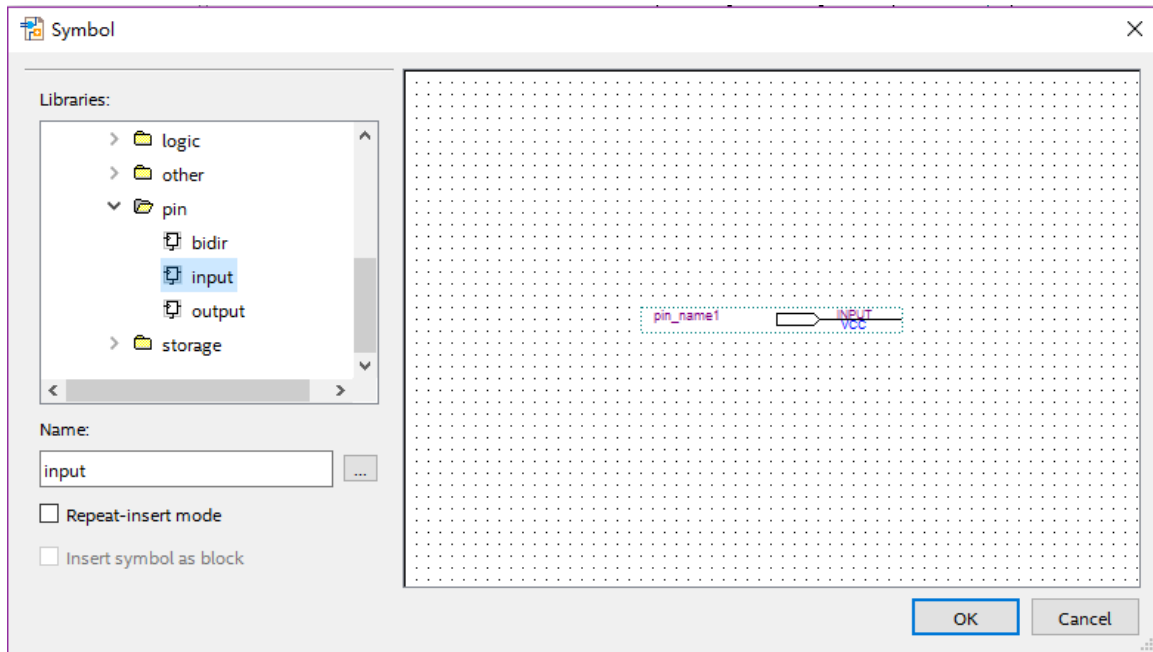 Symbol
Libraries:
logic
other
pin
bidir
input
output
storage
Name:
input
...
Repeat-insert mode
Insert symbol as block
pin_name1
INPUT
VCC
OK
Cancel